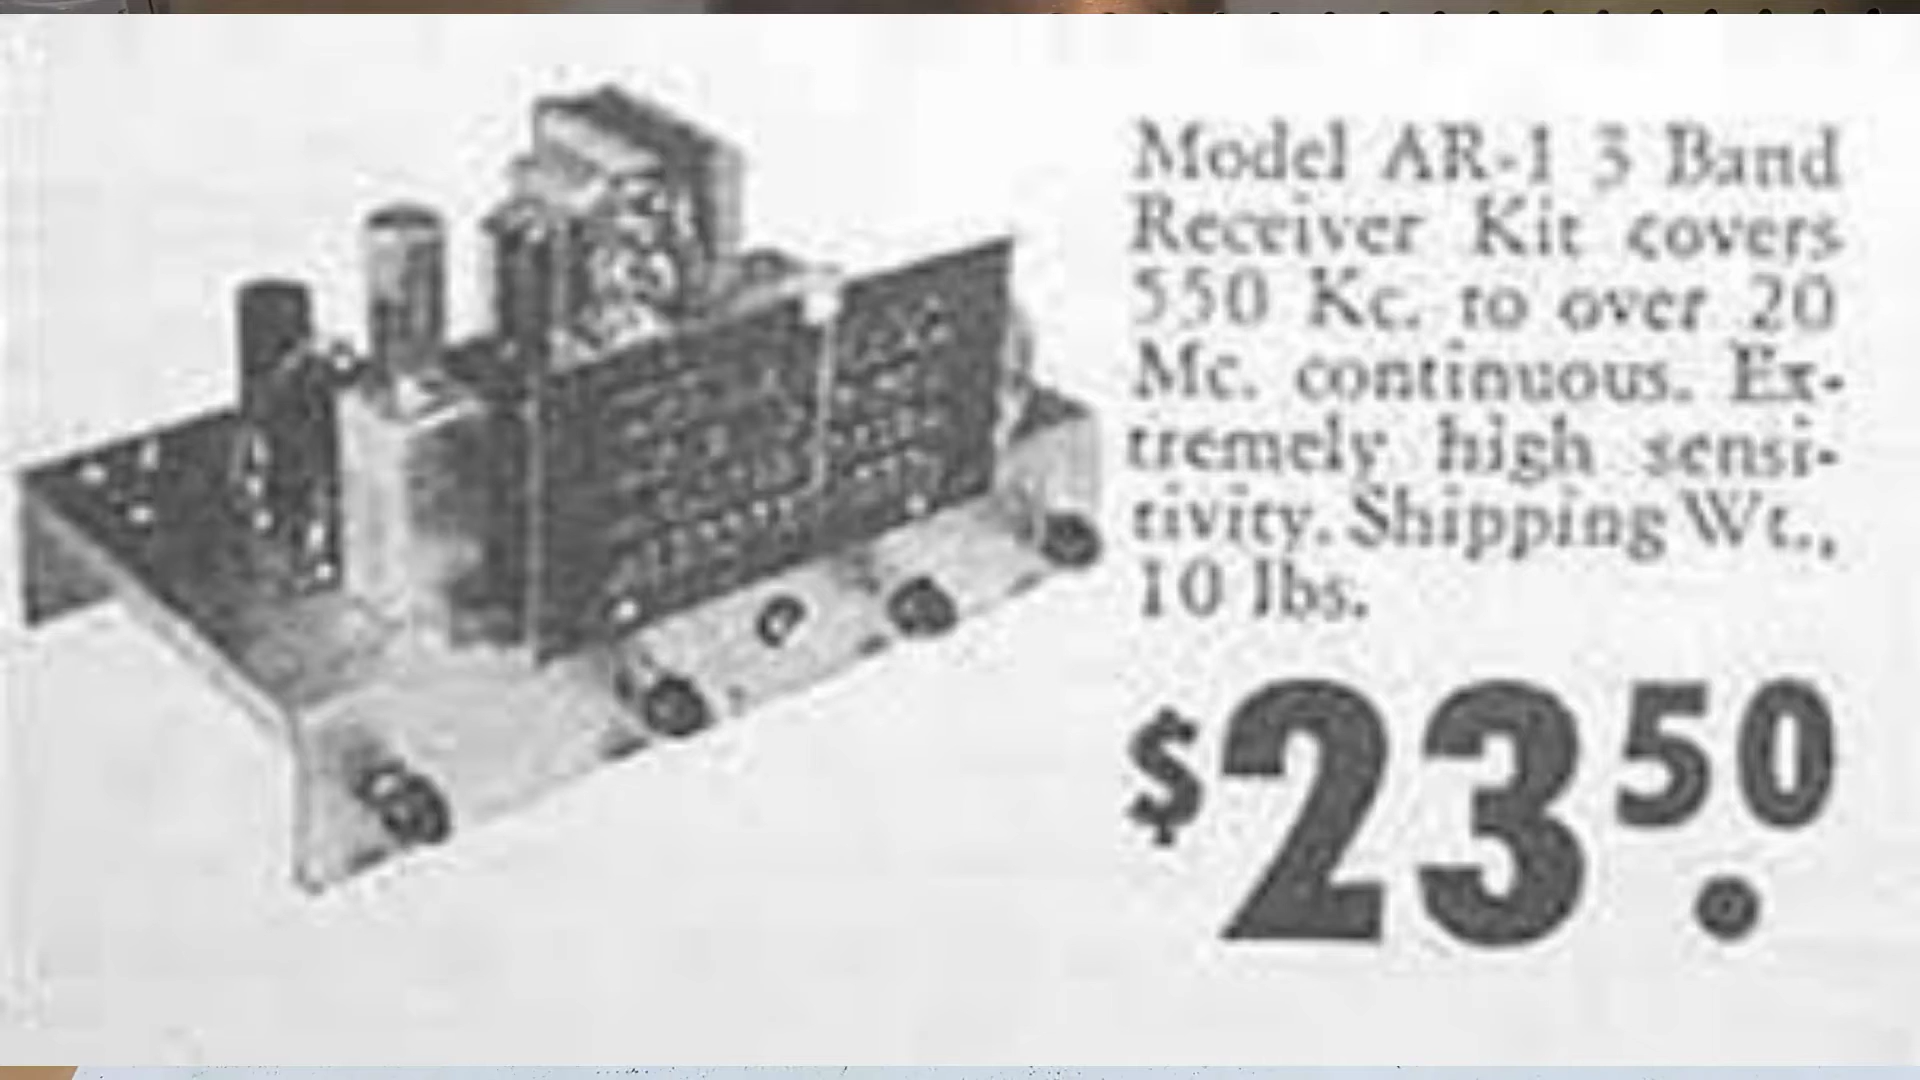 Model AR-1 3 Band
Receiver Kit covers
550 Kc. to over 20
Mc. continuous. Ex-
tremely high sensi-
tivity. Shipping Wt.,
10 lbs.
$23.50